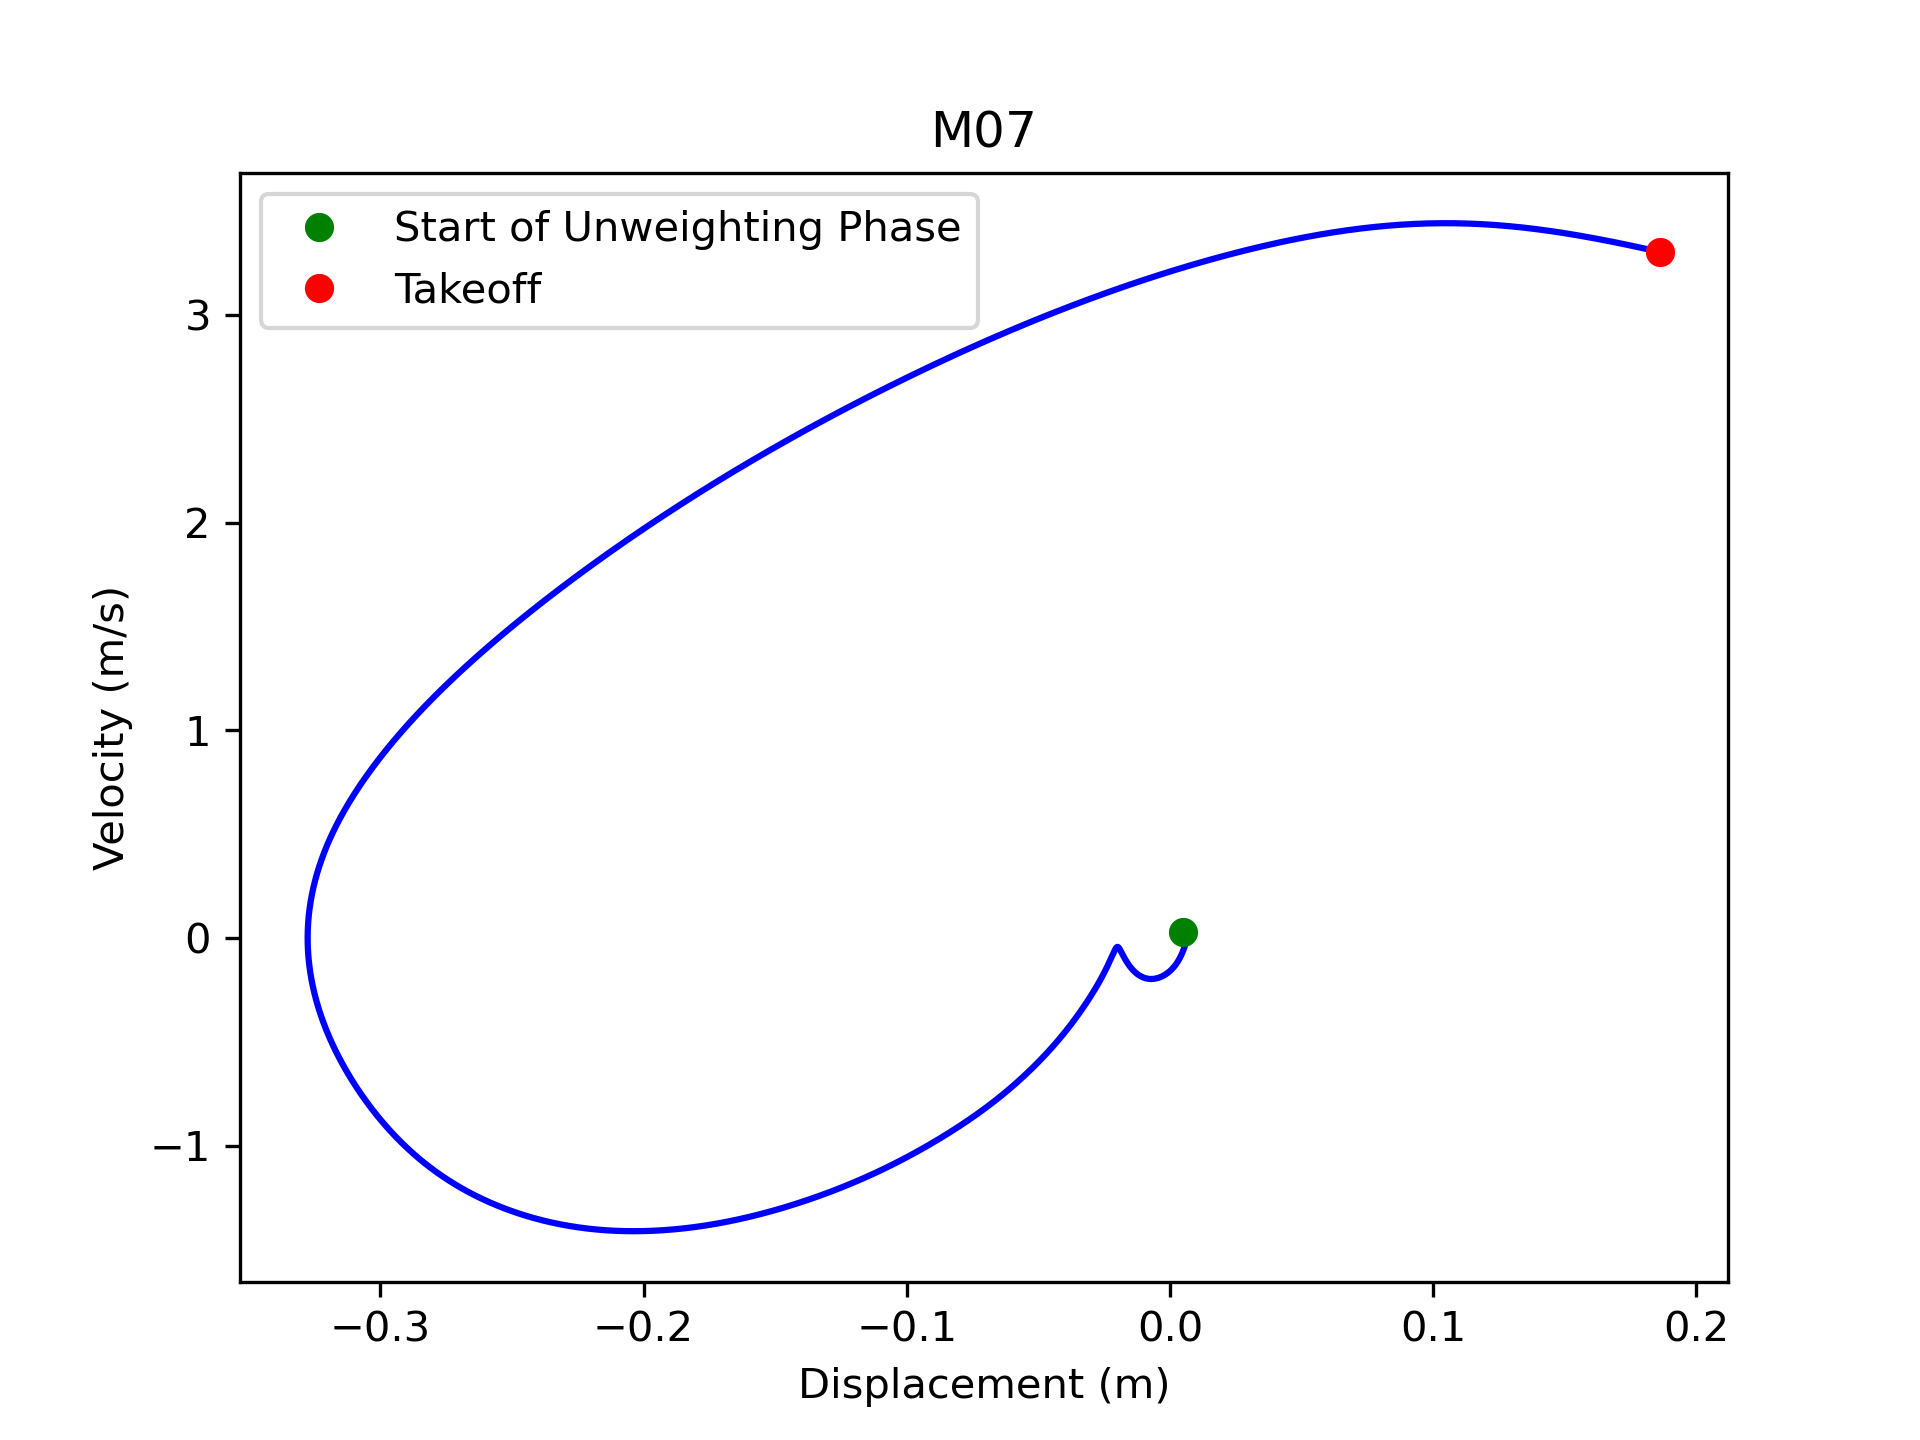 M07
Start of Unweighting Phase
Takeoff
3
2
1
0
−1
Velocity (m/s)
−0.3 −0.2 −0.1 0.0 0.1 0.2
Displacement (m)